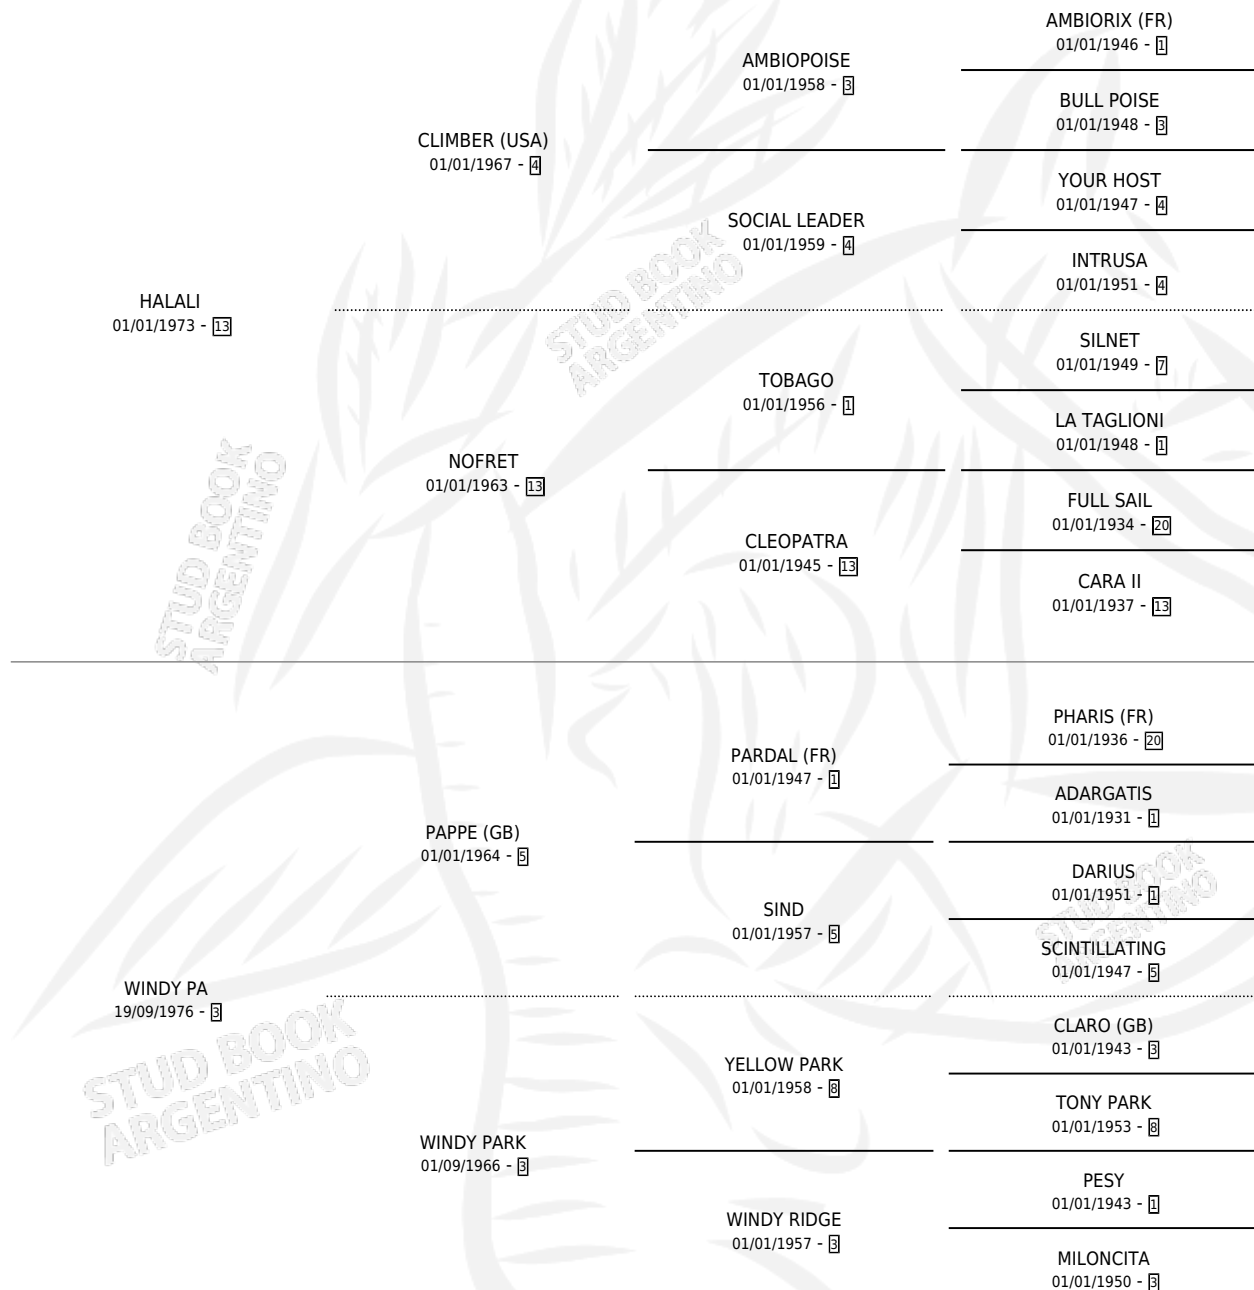 AMBIORIX (FR)
01/01/1946 - 1
AMBIOPOISE
01/01/1958 - 3
BULL POISE
01/01/1948 - 3
CLIMBER (USA)
01/01/1967 - 4
YOUR HOST
01/01/1947 - 4
SOCIAL LEADER
01/01/1959 - 4
INTRUSA
01/01/1951 - 4
HALALI
01/01/1973 - 13
SILNET
01/01/1949 - 7
TOBAGO
01/01/1956 - 1
LA TAGLIONI
01/01/1948 - 1
NOFRET
01/01/1963 - 13
FULL SAIL
01/01/1934 - 20
CLEOPATRA
01/01/1945 - 13
CARA II
01/01/1937 - 13
PHARIS (FR)
01/01/1936 - 20
PARDAL (FR)
01/01/1947 - 1
ADARGATIS
01/01/1931 - 1
PAPPE (GB)
01/01/1964 - 5
DARIUS
01/01/1951 - 1
SIND
01/01/1957 - 5
SCINTILLATING
01/01/1947 - 5
WINDY PA
19/09/1976 - 3
CLARO (GB)
01/01/1943 - 3
YELLOW PARK
01/01/1958 - 8
TONY PARK
01/01/1953 - 8
WINDY PARK
01/09/1966 - 3
PESY
01/01/1943 - 1
WINDY RIDGE
01/01/1957 - 3
MILONCITA
01/01/1950 - 3
STUD BOOK
ARGENTINO
STUD BOOK
ARGENTINO
STUD BOOK
ARGENTINO
STUD BOOK
ARGENTINO